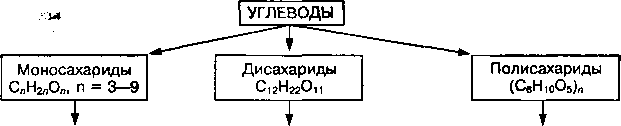 УГЛЕВОДЫ
Моносахариды
CₙH₂ₙOₙ, n = 3—9
Дисахариды
C₁₂H₂₂O₁₁
Полисахариды
(C₆H₁₀O₅)ₙ